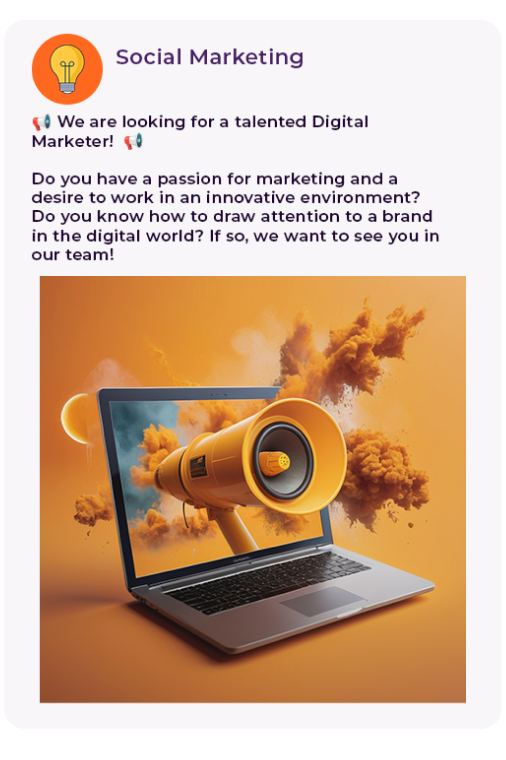 Social Marketing
📢 We are looking for a talented Digital
Marketer! 📢
Do you have a passion for marketing and a
desire to work in an innovative environment?
Do you know how to draw attention to a brand
in the digital world? If so, we want to see you in
our team!